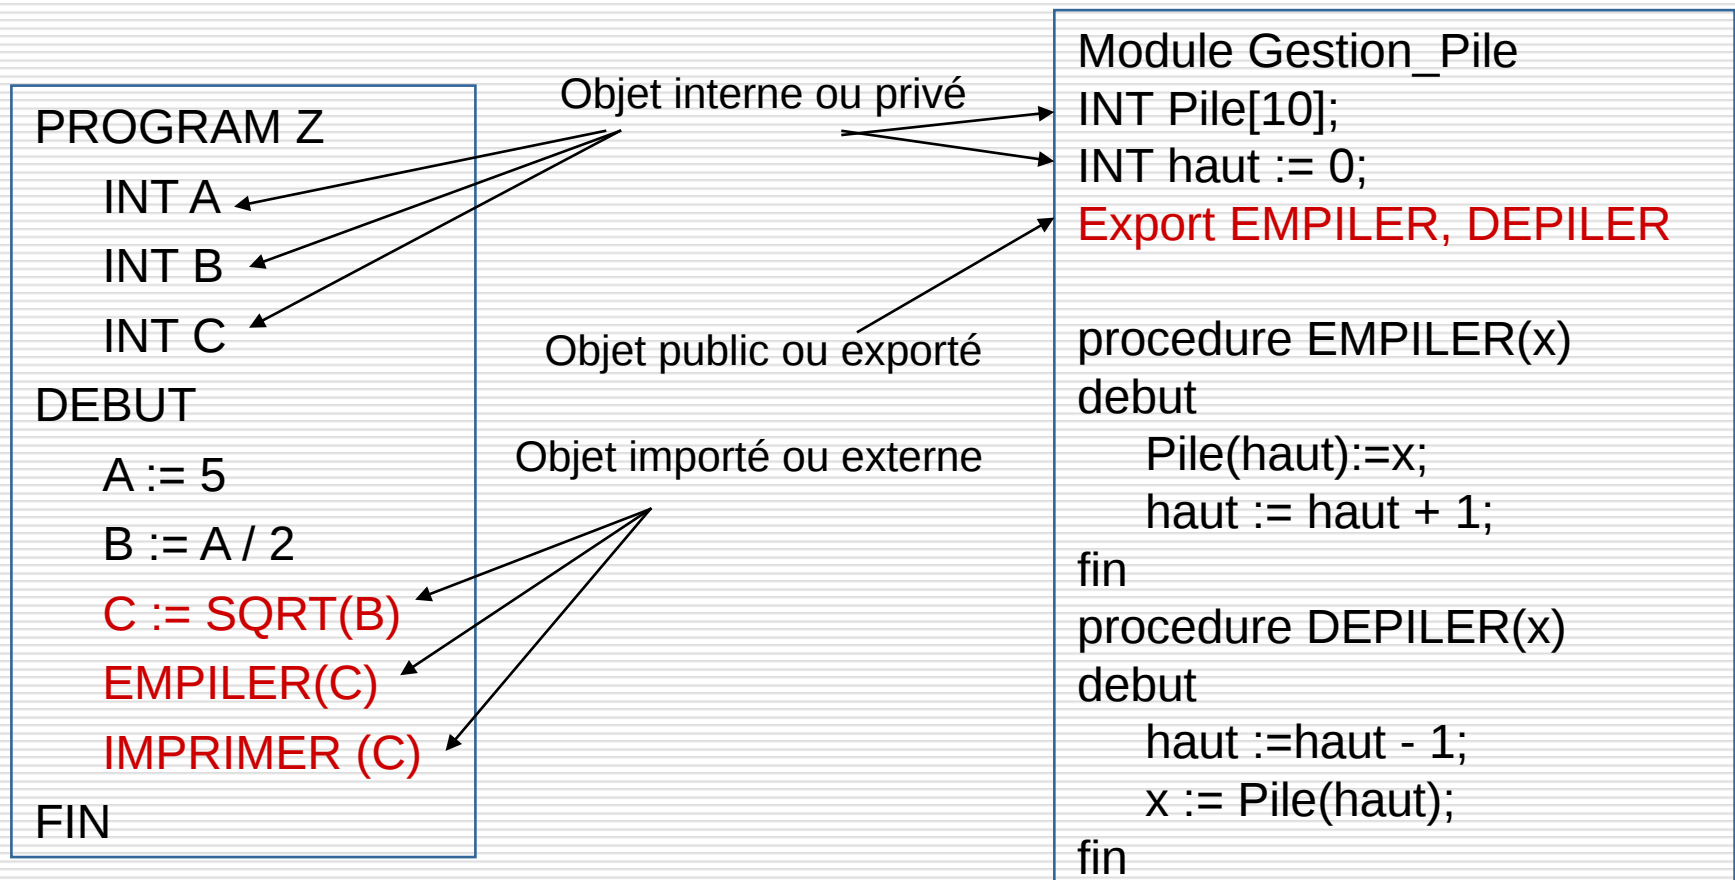 PROGRAM Z
INT A
INT B
INT C
DEBUT
A := 5
B := A / 2
C := SQRT(B)
EMPILER(C)
IMPRIMER (C)
FIN
Objet interne ou privé
Objet public ou exporté
Objet importé ou externe
Module Gestion_Pile
INT Pile[10];
INT haut := 0;
Export EMPILER, DEPILER
procedure EMPILER(x)
debut
Pile(haut):=x;
haut := haut + 1;
fin
procedure DEPILER(x)
debut
haut :=haut - 1;
x := Pile(haut);
fin